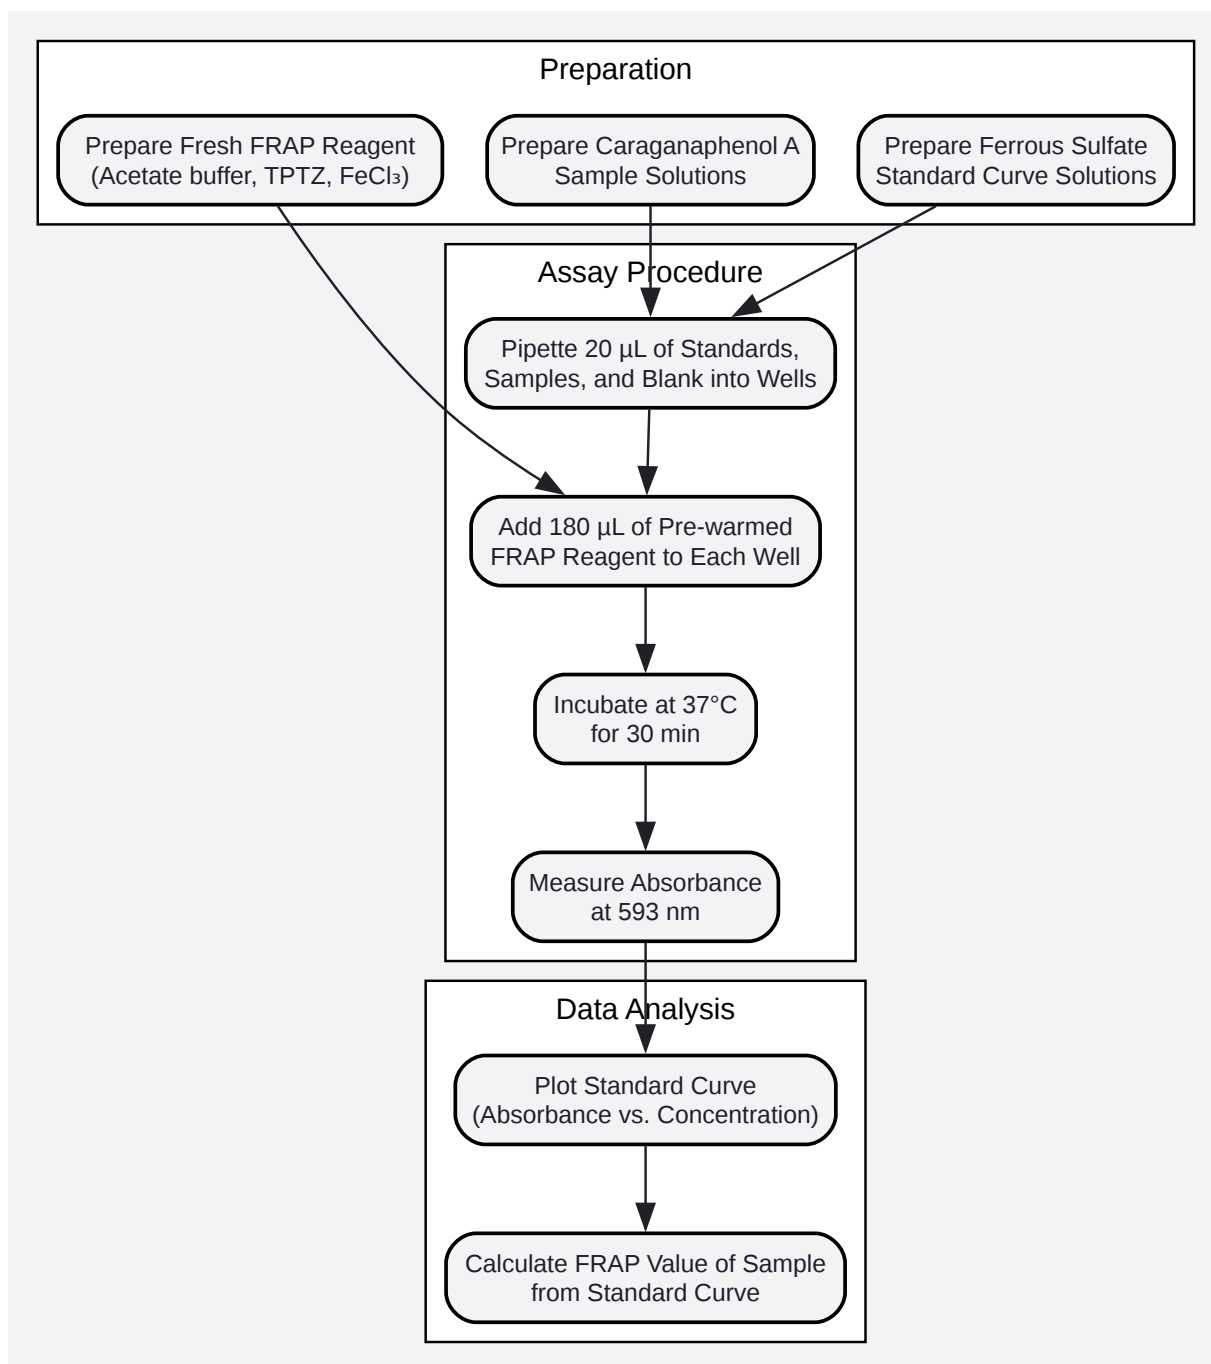 Preparation
Prepare Fresh FRAP Reagent
(Acetate buffer, TPTZ, FeCl₃)
Prepare Caraganaphenol A
Sample Solutions
Prepare Ferrous Sulfate
Standard Curve Solutions
Assay Procedure
Pipette 20 µL of Standards,
Samples, and Blank into Wells
Add 180 µL of Pre-warmed
FRAP Reagent to Each Well
Incubate at 37°C
for 30 min
Measure Absorbance
at 593 nm
Data Analysis
Plot Standard Curve
(Absorbance vs. Concentration)
Calculate FRAP Value of Sample
from Standard Curve